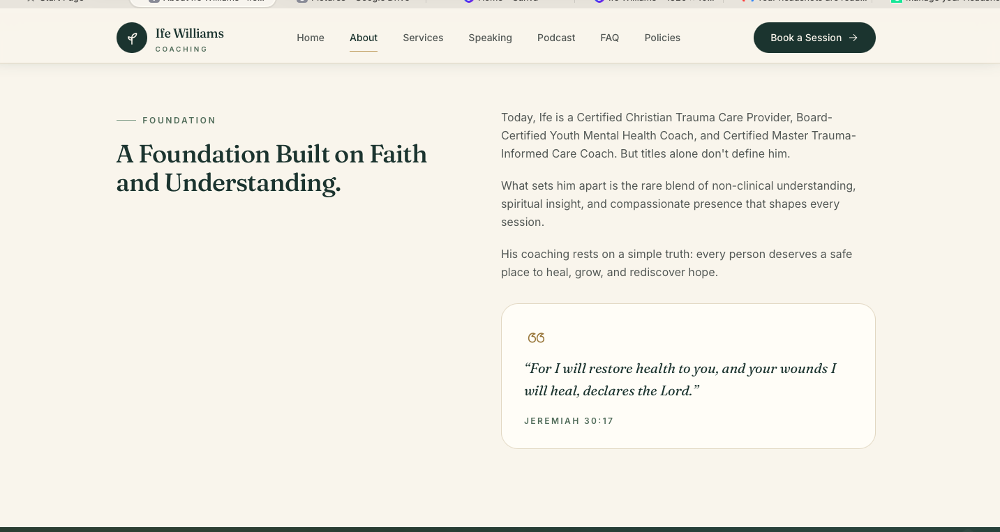 Ife Williams
COACHING
Home
About
Services
Speaking
Podcast
FAQ
Policies
Book a Session
FOUNDATION
A Foundation Built on Faith
and Understanding.
Today, Ife is a Certified Christian Trauma Care Provider, Board-
Certified Youth Mental Health Coach, and Certified Master Trauma-
Informed Care Coach. But titles alone don't define him.
What sets him apart is the rare blend of non-clinical understanding,
spiritual insight, and compassionate presence that shapes every
session.
His coaching rests on a simple truth: every person deserves a safe
place to heal, grow, and rediscover hope.
“For I will restore health to you, and your wounds I
will heal, declares the Lord.”
JEREMIAH 30:17